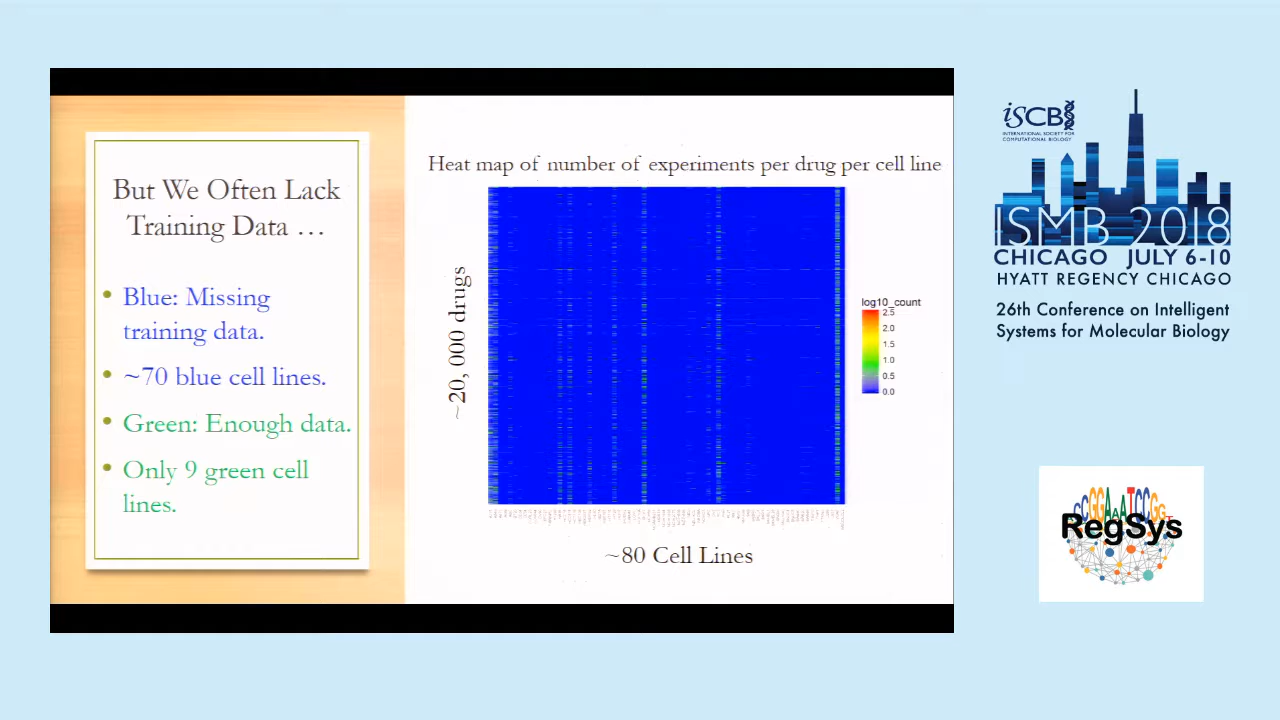 But We Often Lack
Training Data …
Blue: Missing
training data.
~70 blue cell lines.
Green: Enough data.
Only 9 green cell
lines.
Heat map of number of experiments per drug per cell line
~20, 000 drugs
log10_count
2.5
2.0
1.5
1.0
0.5
0.0
~80 Cell Lines
iSCB
INTERNATIONAL SOCIETY FOR
COMPUTATIONAL BIOLOGY
ISMB 2018
CHICAGO JULY 6-10
HYATT REGENCY CHICAGO
26th Conference on Intelligent
Systems for Molecular Biology
RegSys